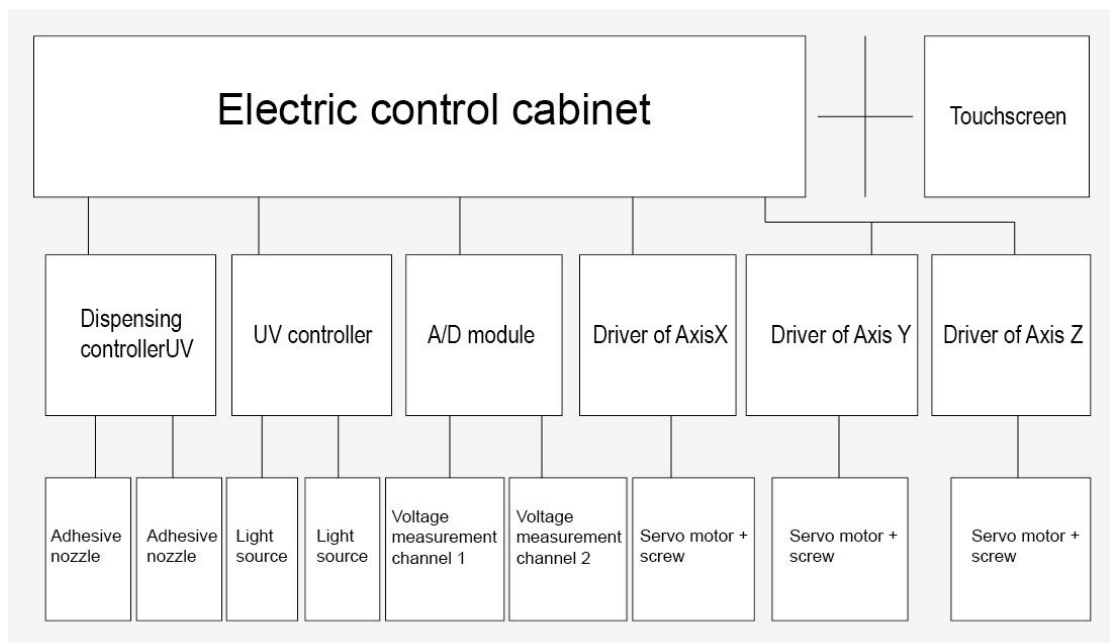 Electric control cabinet
Touchscreen
Dispensing
controllerUV
UV controller
A/D module
Driver of AxisX
Driver of Axis Y
Driver of Axis Z
Adhesive
nozzle
Adhesive
nozzle
Light
source
Light
source
Voltage
measurement
channel 1
Voltage
measurement
channel 2
Servo motor +
screw
Servo motor +
screw
Servo motor +
screw